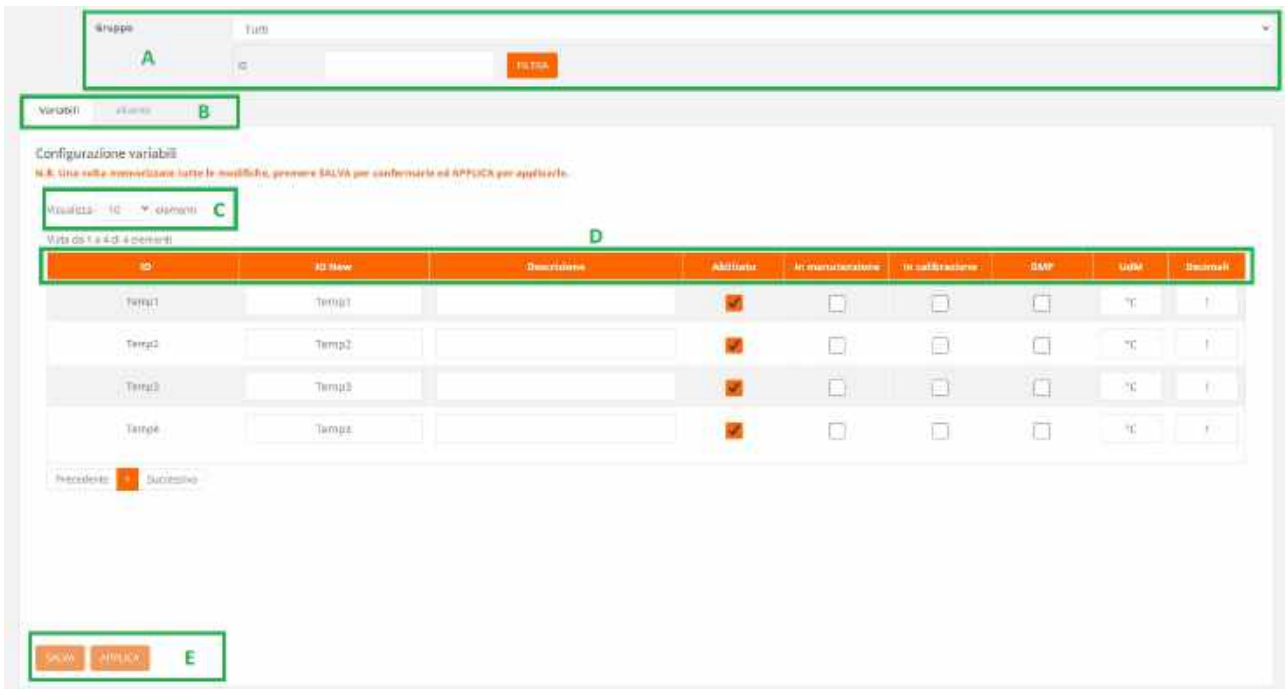 Gruppo Tutti
A ID FILTRA
Variabili Allarmi B
Configurazione variabili
N.B. Una volta memorizzate tutte le modifiche, premere SALVA per confermarle ed APPLICA per applicarle.
Visualizza 10 elementi C
Vista da 1 a 4 di 4 elementi D
ID ID New Descrizione Abilitato In manutenzione In calibrazione GMP UdM Decimali
Temp1 Temp1 °C 1
Temp2 Temp2 °C 1
Temp3 Temp3 °C 1
Temp4 Temp4 °C 1
Precedente 1 Successivo
SALVA APPLICA E